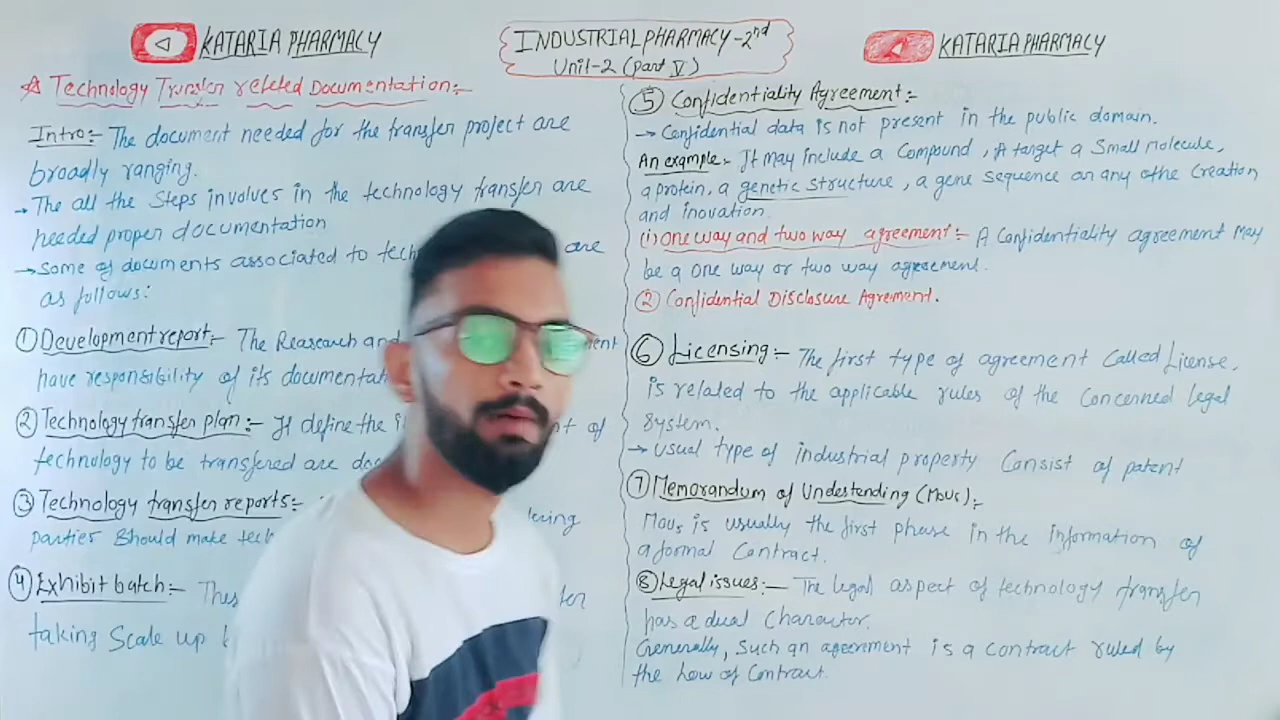 KATARIA PHARMACY
INDUSTRIAL PHARMACY-2nd
Unit-2 (Part V)
KATARIA PHARMACY
Technology Transfer releted Documentation:-
Intro:- The document needed for the transfer project are
broadly ranging.
→ The all the Steps involves in the technology transfer are
needed proper documentation
→ Some of documents associated to tech are
as follows:
① Development report:- The Reasearch and ment
have responsibility of its documentat
② Technology transfer plan:- It define the i nt of
technology to be transfered are do
③ Technology transfer reports:-
parties Should make tech
④ Exhibit batch:- Thes
taking Scale up
⑤ Confidentiality Agreement:-
→ Confidential data is not present in the public domain.
An example:- It may include a Compound, A target a Small Molecule,
a protein, a genetic structure, a gene sequence or any othe Creation
and inovation.
(i) one way and two way agreement:- A Confidentiality agreement May
be a one way or two way agreement.
② Confidential Disclosure Agreement.
⑥ Licensing:- The first type of agreement Called License,
is related to the applicable rules of the Concerned legal
System.
→ Usual type of industrial property Consist of patent
⑦ Memorandum of Undestending (Mous):-
Mous is usually the first phase in the information of
a formal Contract.
⑧ Legal issues:- The legal aspect of technology transfer
has a dual Character.
Generally, Such an agreement is a contract ruled by
the Low of Contract.